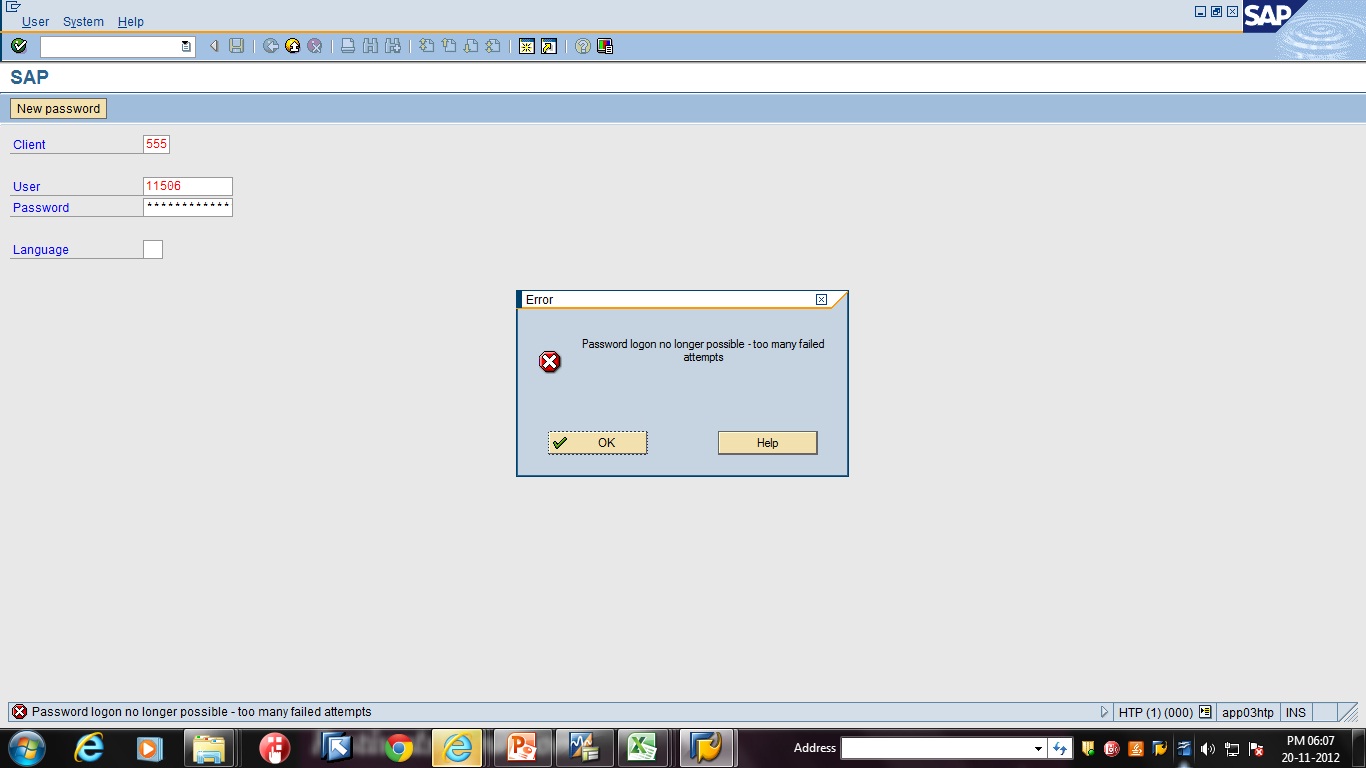 User System Help
SAP
SAP
New password
Client 555
User 11506
Password ************
Language
Error
Password logon no longer possible - too many failed
attempts
OK Help
Password logon no longer possible - too many failed attempts
HTP (1) (000) app03htp INS
Address
PM 06:07
20-11-2012